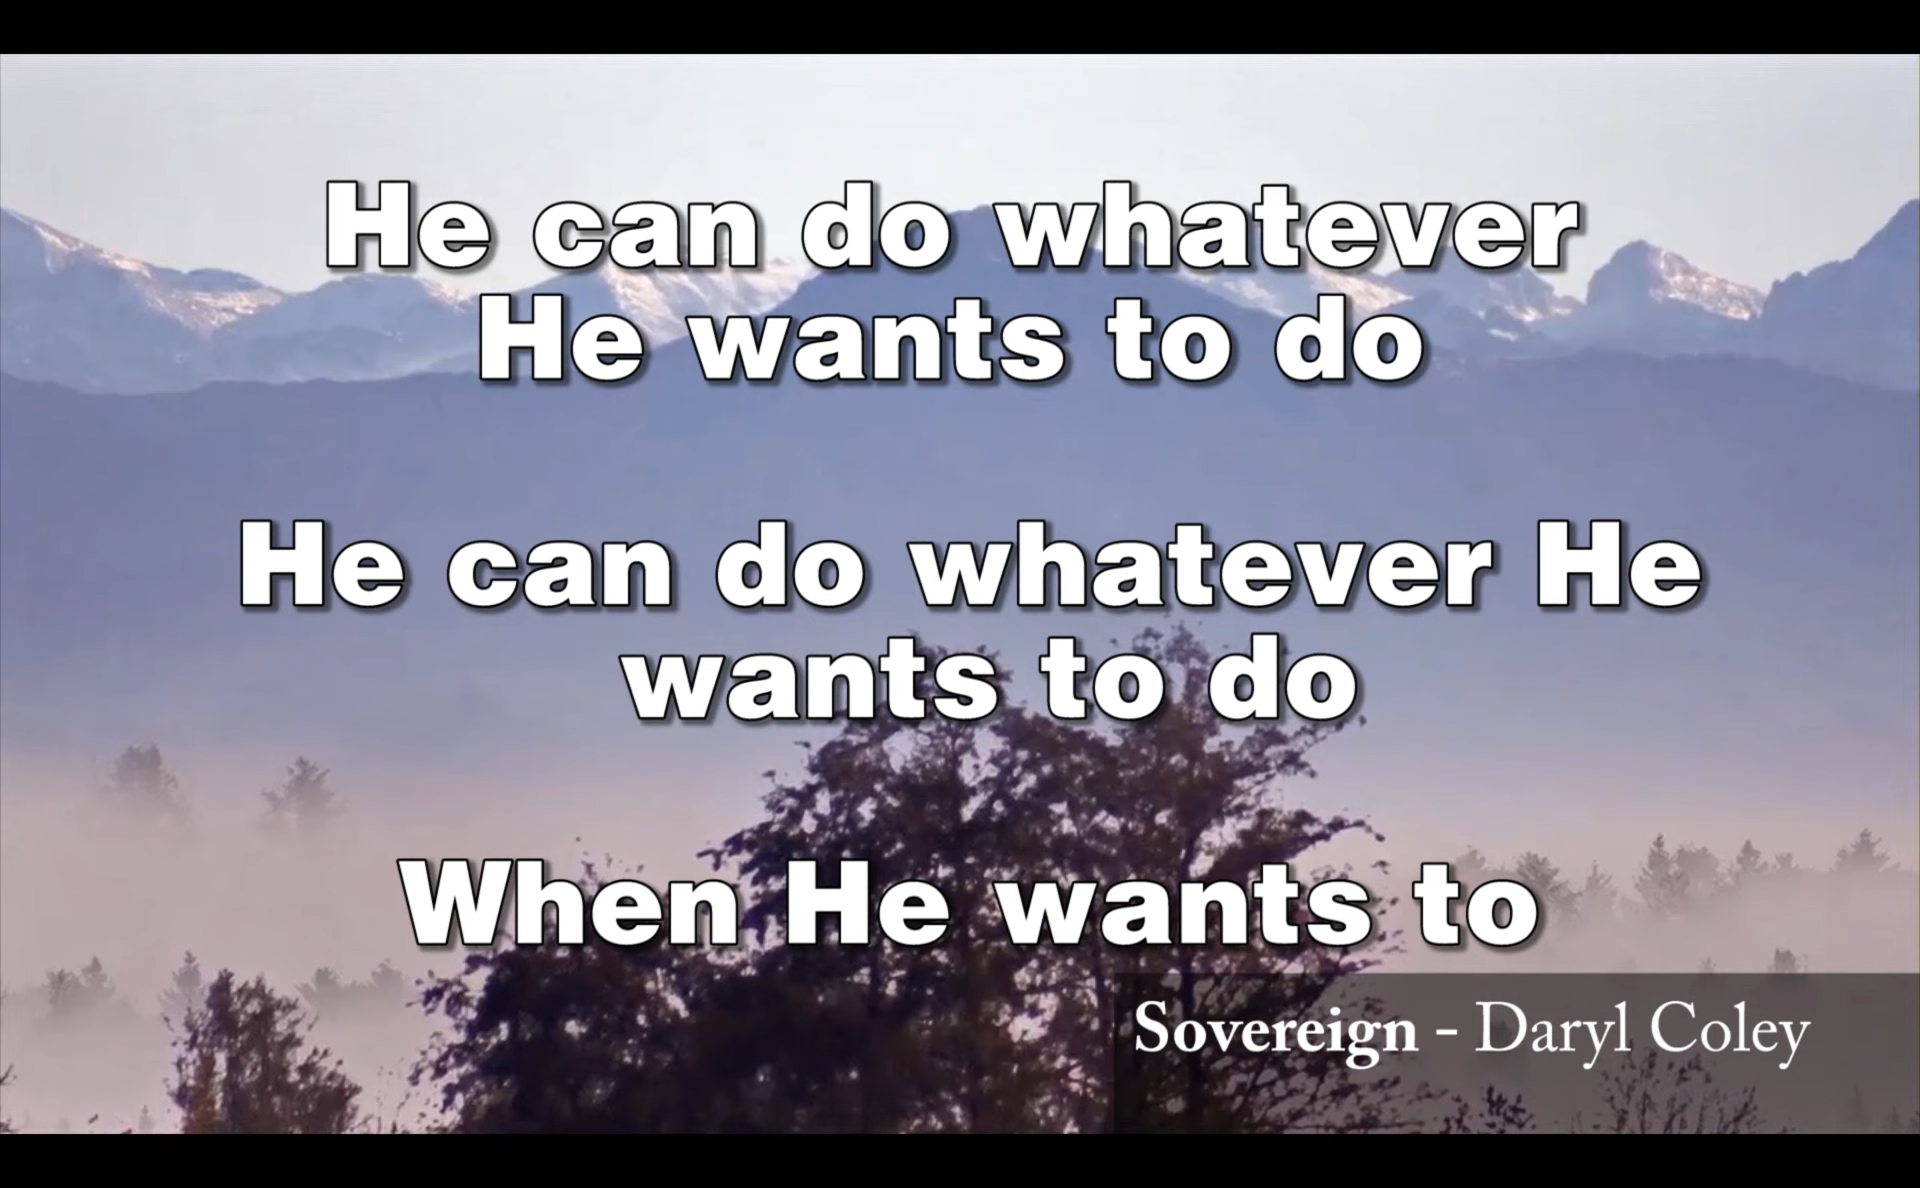 He can do whatever
He wants to do
He can do whatever He
wants to do
When He wants to
Sovereign - Daryl Coley